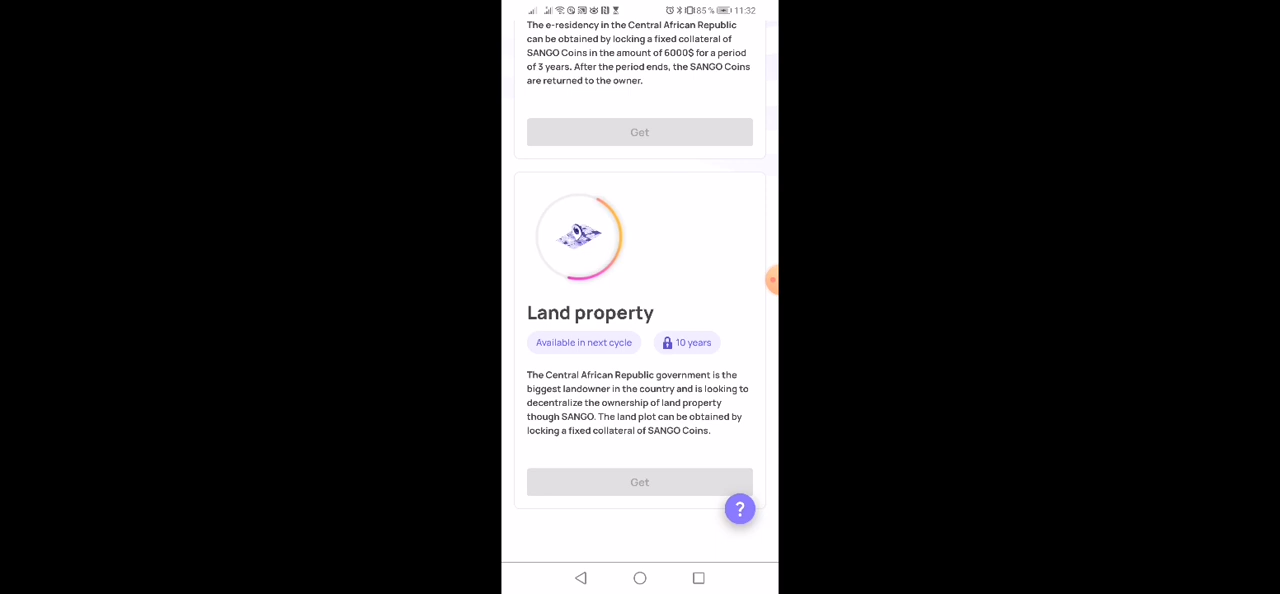 85 % 11:32
The e-residency in the Central African Republic
can be obtained by locking a fixed collateral of
SANGO Coins in the amount of 6000$ for a period
of 3 years. After the period ends, the SANGO Coins
are returned to the owner.
Get
Land property
Available in next cycle 10 years
The Central African Republic government is the
biggest landowner in the country and is looking to
decentralize the ownership of land property
though SANGO. The land plot can be obtained by
locking a fixed collateral of SANGO Coins.
Get
?